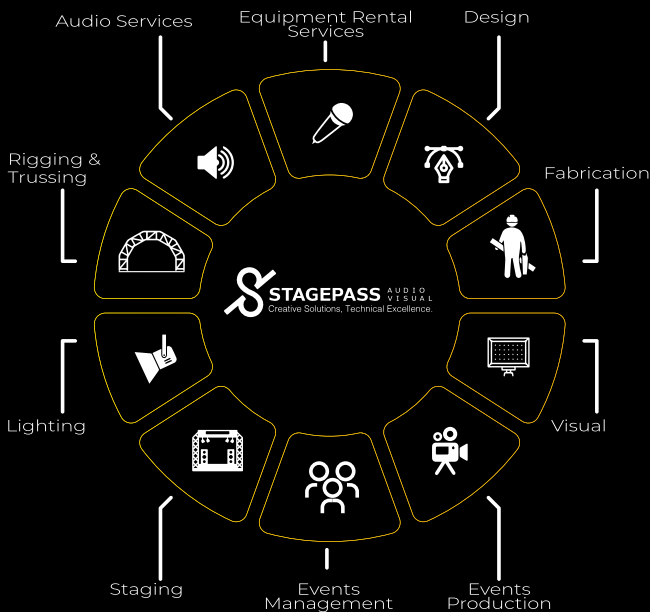 Equipment Rental
Services
Audio Services
Design
Rigging &
Trussing
Fabrication
STAGEPASS AUDIO
VISUAL
Creative Solutions, Technical Excellence.
Lighting
Visual
Staging
Events
Management
Events
Production